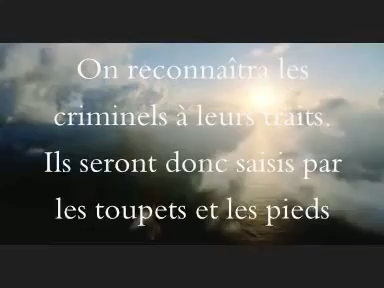 On reconnaîtra les
criminels à leurs traits.
Ils seront donc saisis par
les toupets et les pieds